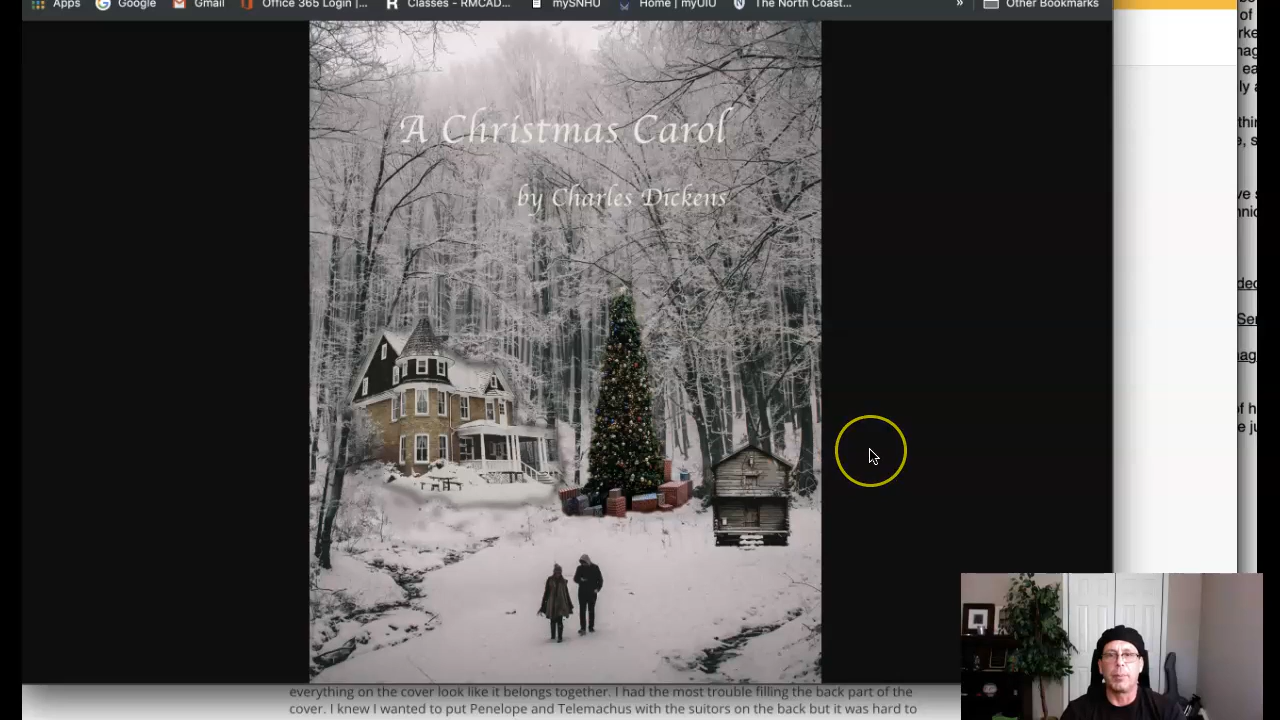 Apps Google Gmail Office 365 Login |... Classes - RMCAD... mySNHU Home | myUIU The North Coast... » Other Bookmarks
A Christmas Carol
by Charles Dickens
everything on the cover look like it belongs together. I had the most trouble filling the back part of the
cover. I knew I wanted to put Penelope and Telemachus with the suitors on the back but it was hard to